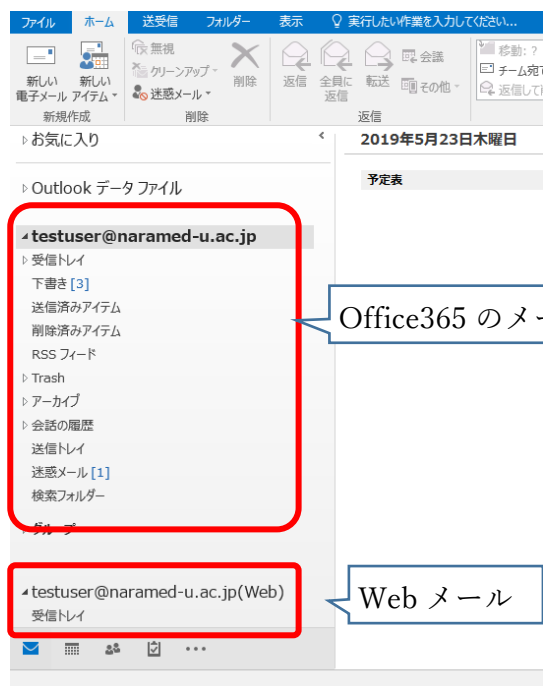 ファイル ホーム 送受信 フォルダー 表示 実行したい作業を入力してください...
新しい
電子メール
新しい
アイテム
新規作成
無視
クリーンアップ
迷惑メール
削除
削除
返信
全員に
返信
転送
会議
その他
返信
移動: ?
チーム宛て
返信して
お気に入り
2019年5月23日木曜日
予定表
Outlook データ ファイル
testuser@naramed-u.ac.jp
受信トレイ
下書き [3]
送信済みアイテム
削除済みアイテム
RSS フィード
Trash
アーカイブ
会話の履歴
送信トレイ
迷惑メール [1]
検索フォルダー
グループ
Office365 のメー
testuser@naramed-u.ac.jp(Web)
受信トレイ
Web メール